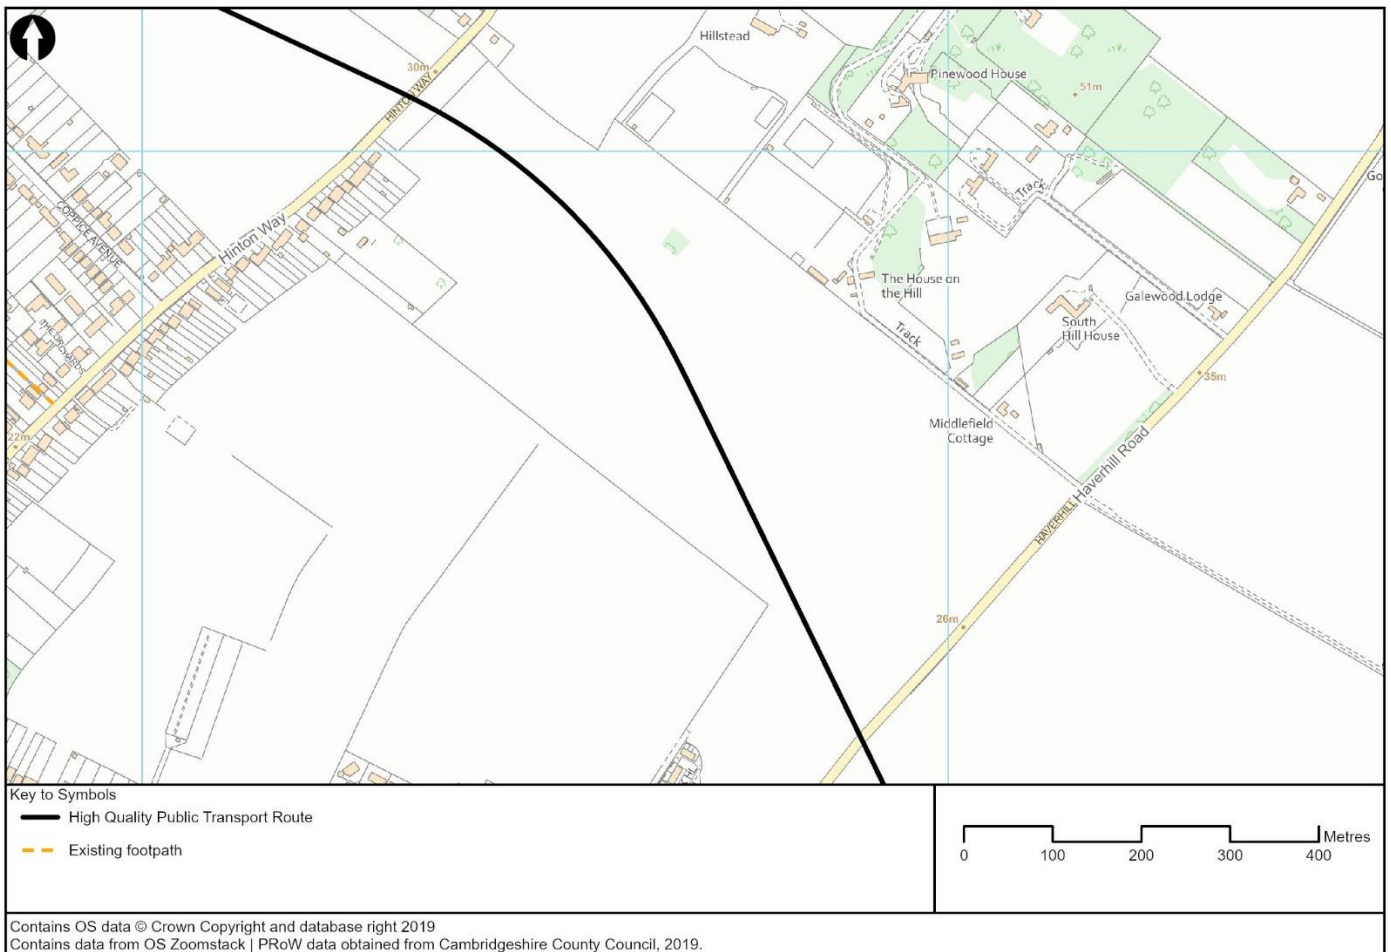 Hillstead
30m
HINTON WAY
Pinewood House
51m
Track
Go
COPPICE AVENUE
Hinton Way
The House on
the Hill
Galewood Lodge
South
Hill House
THE ORCHARDS
Track
35m
Middlefield
Cottage
22m
HAVERHILL
Haverhill Road
26m
Key to Symbols
High Quality Public Transport Route
Existing footpath
Metres
0 100 200 300 400
Contains OS data © Crown Copyright and database right 2019
Contains data from OS Zoomstack | PRoW data obtained from Cambridgeshire County Council, 2019.